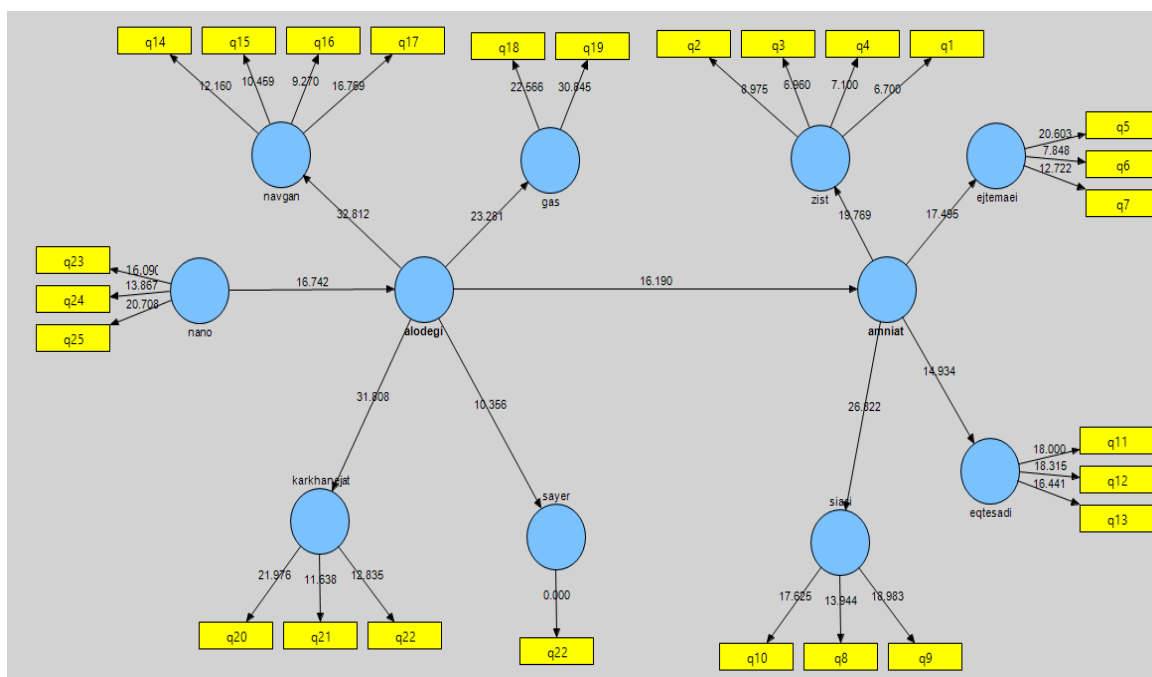 q14
q15
q16
q17
q18
q19
q2
q3
q4
q1
12.160
10.459
9.270
16.769
22.566
30.845
8.975
6.960
7.100
6.700
q5
q6
q7
20.603
7.848
12.722
navgan
gas
zist
ejtemaei
32.812
23.281
19.769
17.495
q23
q24
q25
16.090
13.867
20.708
nano
16.742
alodegi
16.190
amniat
31.808
10.356
26.822
14.934
karkhanejat
sayer
siasi
eqtesadi
q11
q12
q13
18.000
18.315
16.441
21.976
11.638
12.835
0.000
17.625
13.944
18.983
q20
q21
q22
q22
q10
q8
q9